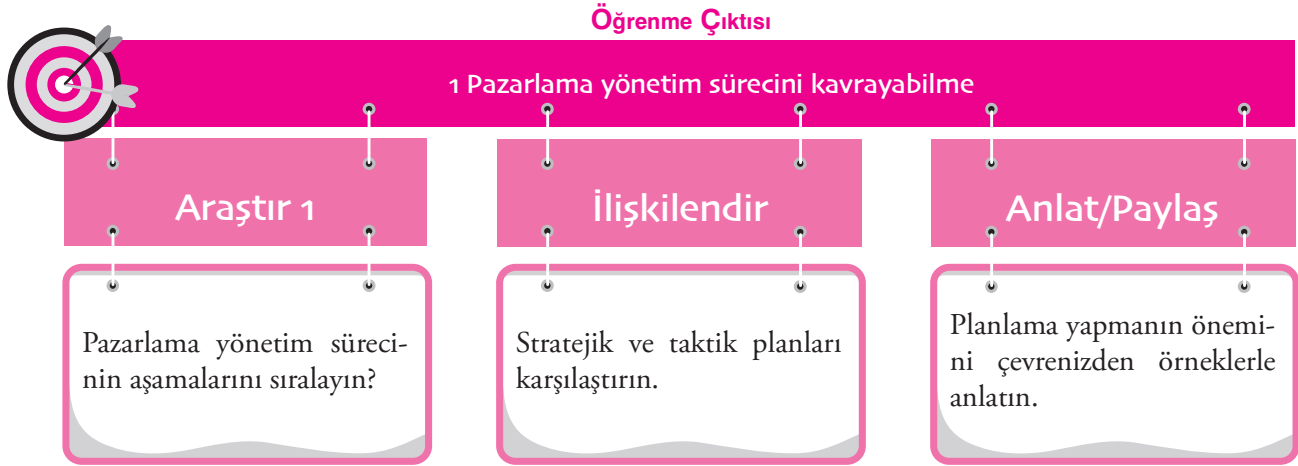 Öğrenme Çıktısı
1 Pazarlama yönetim sürecini kavrayabilme
Araştır 1
İlişkilendir
Anlat/Paylaş
Pazarlama yönetim süreci-
nin aşamalarını sıralayın?
Stratejik ve taktik planları
karşılaştırın.
Planlama yapmanın önemi-
ni çevrenizden örneklerle
anlatın.